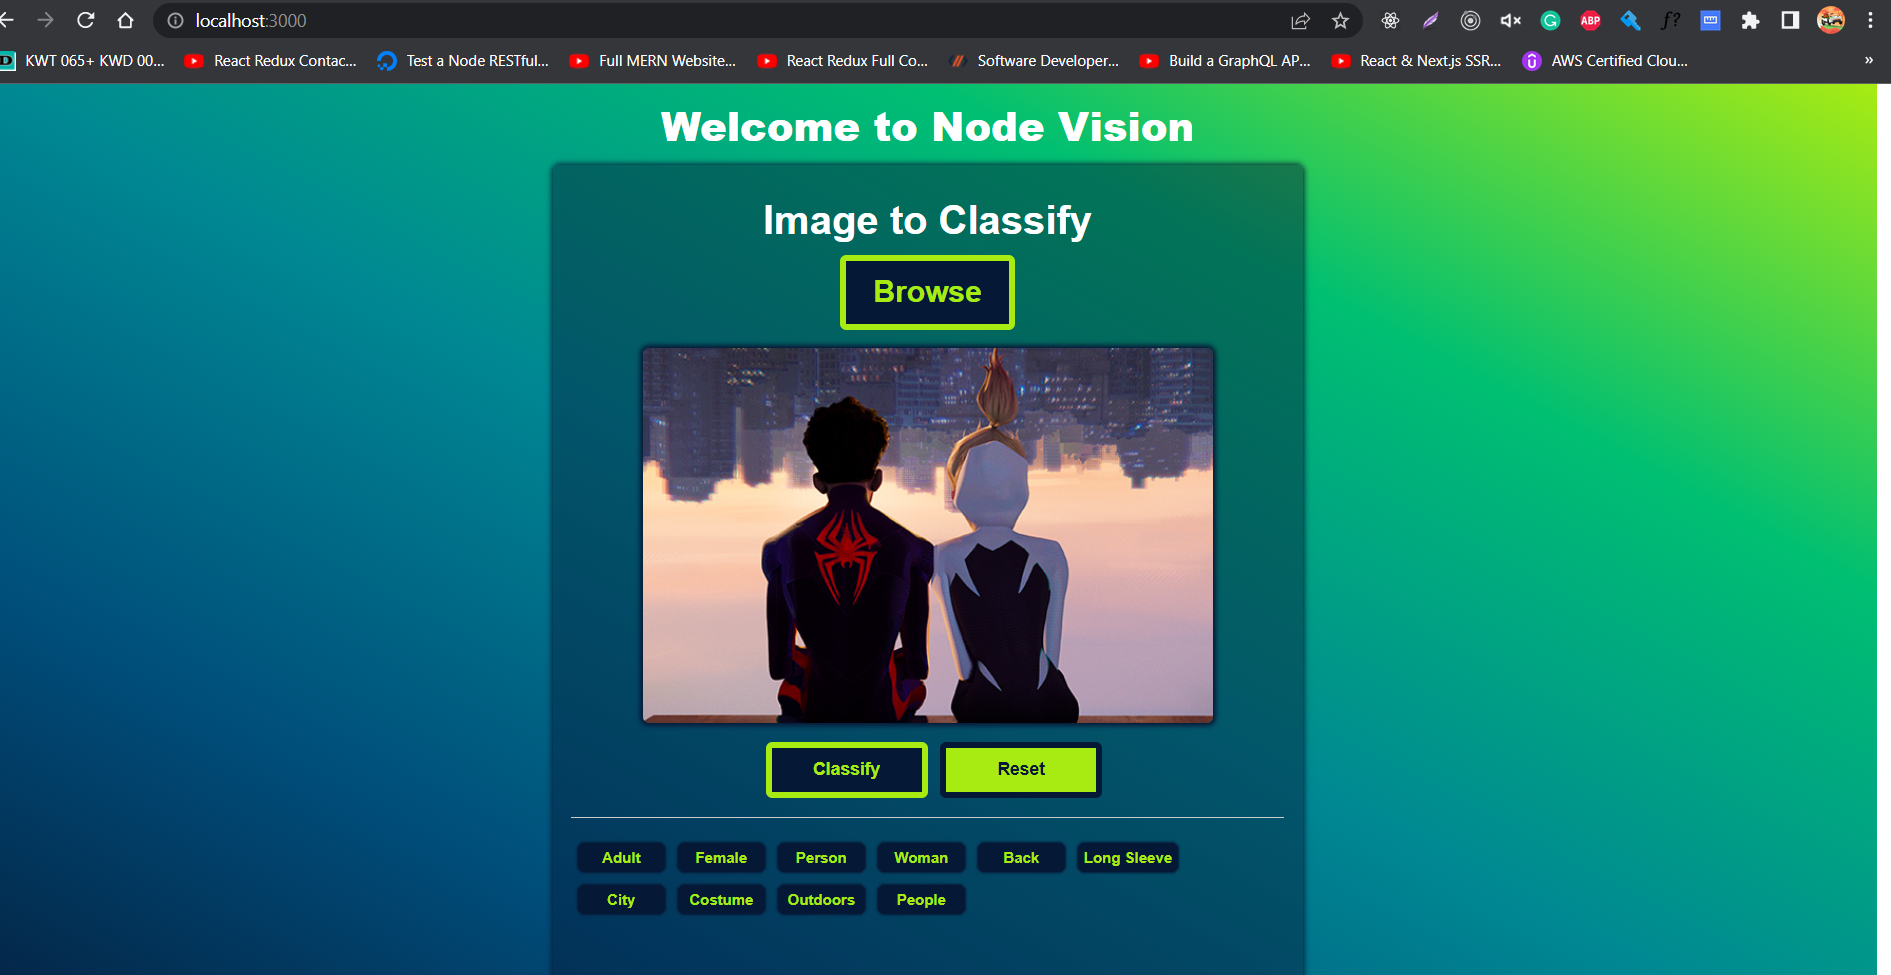 localhost:3000
ABP f?
KWT 065+ KWD 00... React Redux Contac... Test a Node RESTful... Full MERN Website... React Redux Full Co... Software Developer... Build a GraphQL AP... React & Next.js SSR... AWS Certified Clou... »
Welcome to Node Vision
Image to Classify
Browse
Classify Reset
Adult Female Person Woman Back Long Sleeve
City Costume Outdoors People